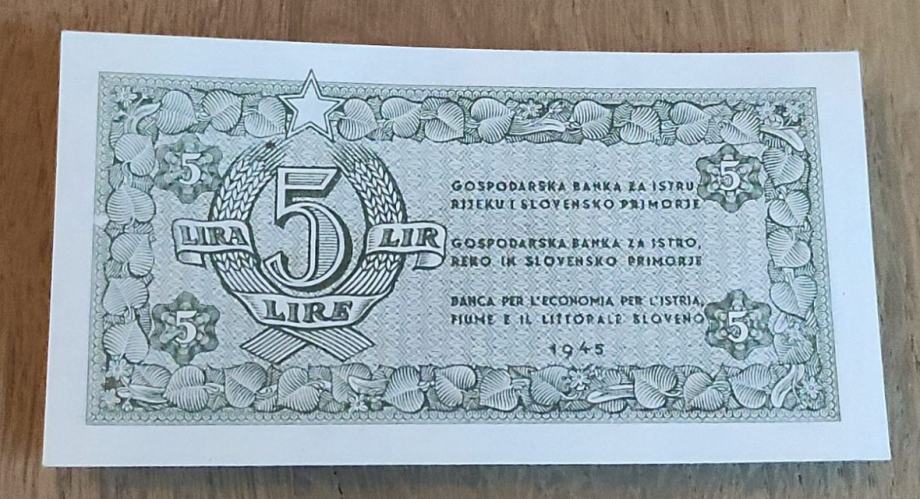 5
5
5
LIRA
LIR
LIRE
GOSPODARSKA BANKA ZA ISTRU
RIJEKU I SLOVENSKO PRIMORJE
GOSPODARSKA BANKA ZA ISTRO,
REKO IN SLOVENSKO PRIMORJE
BANCA PER L'ECONOMIA PER L'ISTRIA,
FIUME E IL LITTORALE SLOVENO
1945
5
5